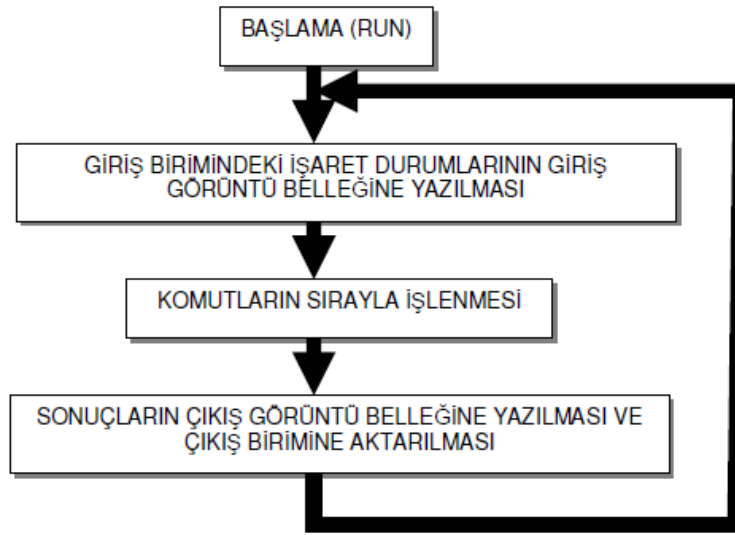 BAŞLAMA (RUN)
GİRİŞ BİRİMİNDEKİ İŞARET DURUMLARININ GİRİŞ
GÖRÜNTÜ BELLEĞİNE YAZILMASI
KOMUTLARIN SIRAYLA İŞLENMESİ
SONUÇLARIN ÇIKIŞ GÖRÜNTÜ BELLEĞİNE YAZILMASI VE
ÇIKIŞ BİRİMİNE AKTARILMASI